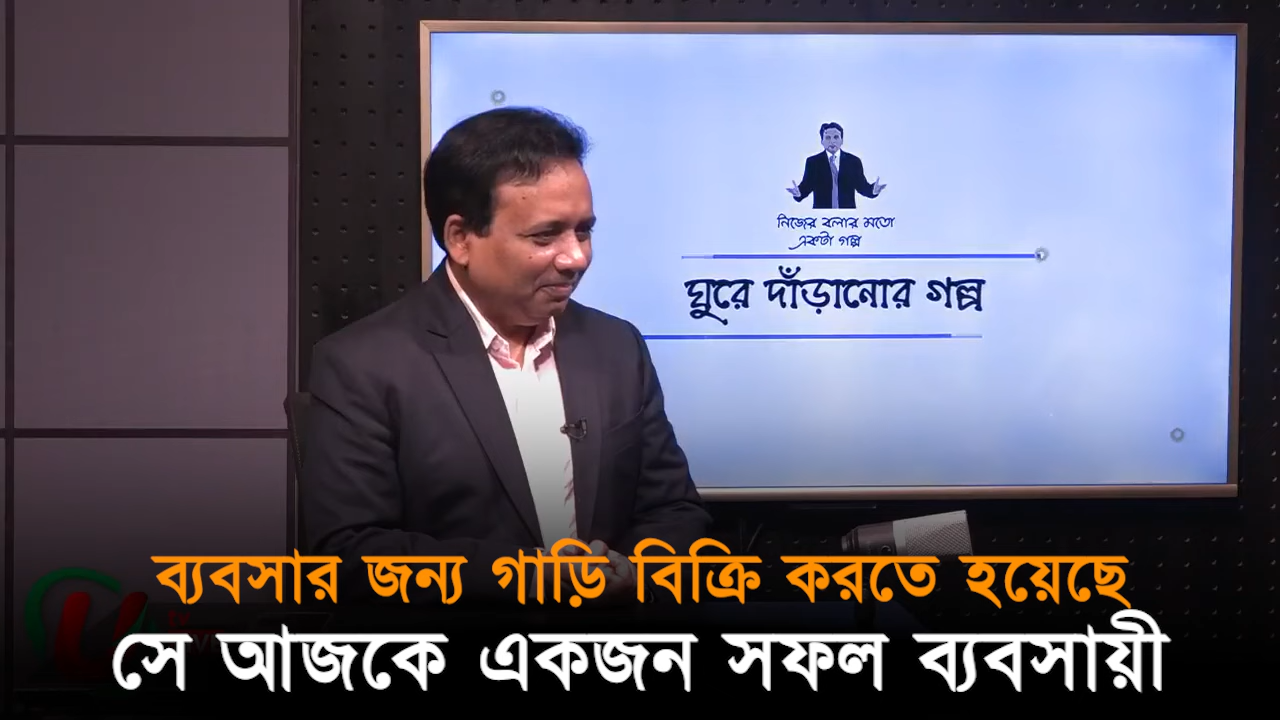 নিজের বলার মতো
একটা গল্প
ঘুরে দাঁড়ানোর গল্প
ব্যবসার জন্য গাড়ি বিক্রি করতে হয়েছে
সে আজকে একজন সফল ব্যবসায়ী